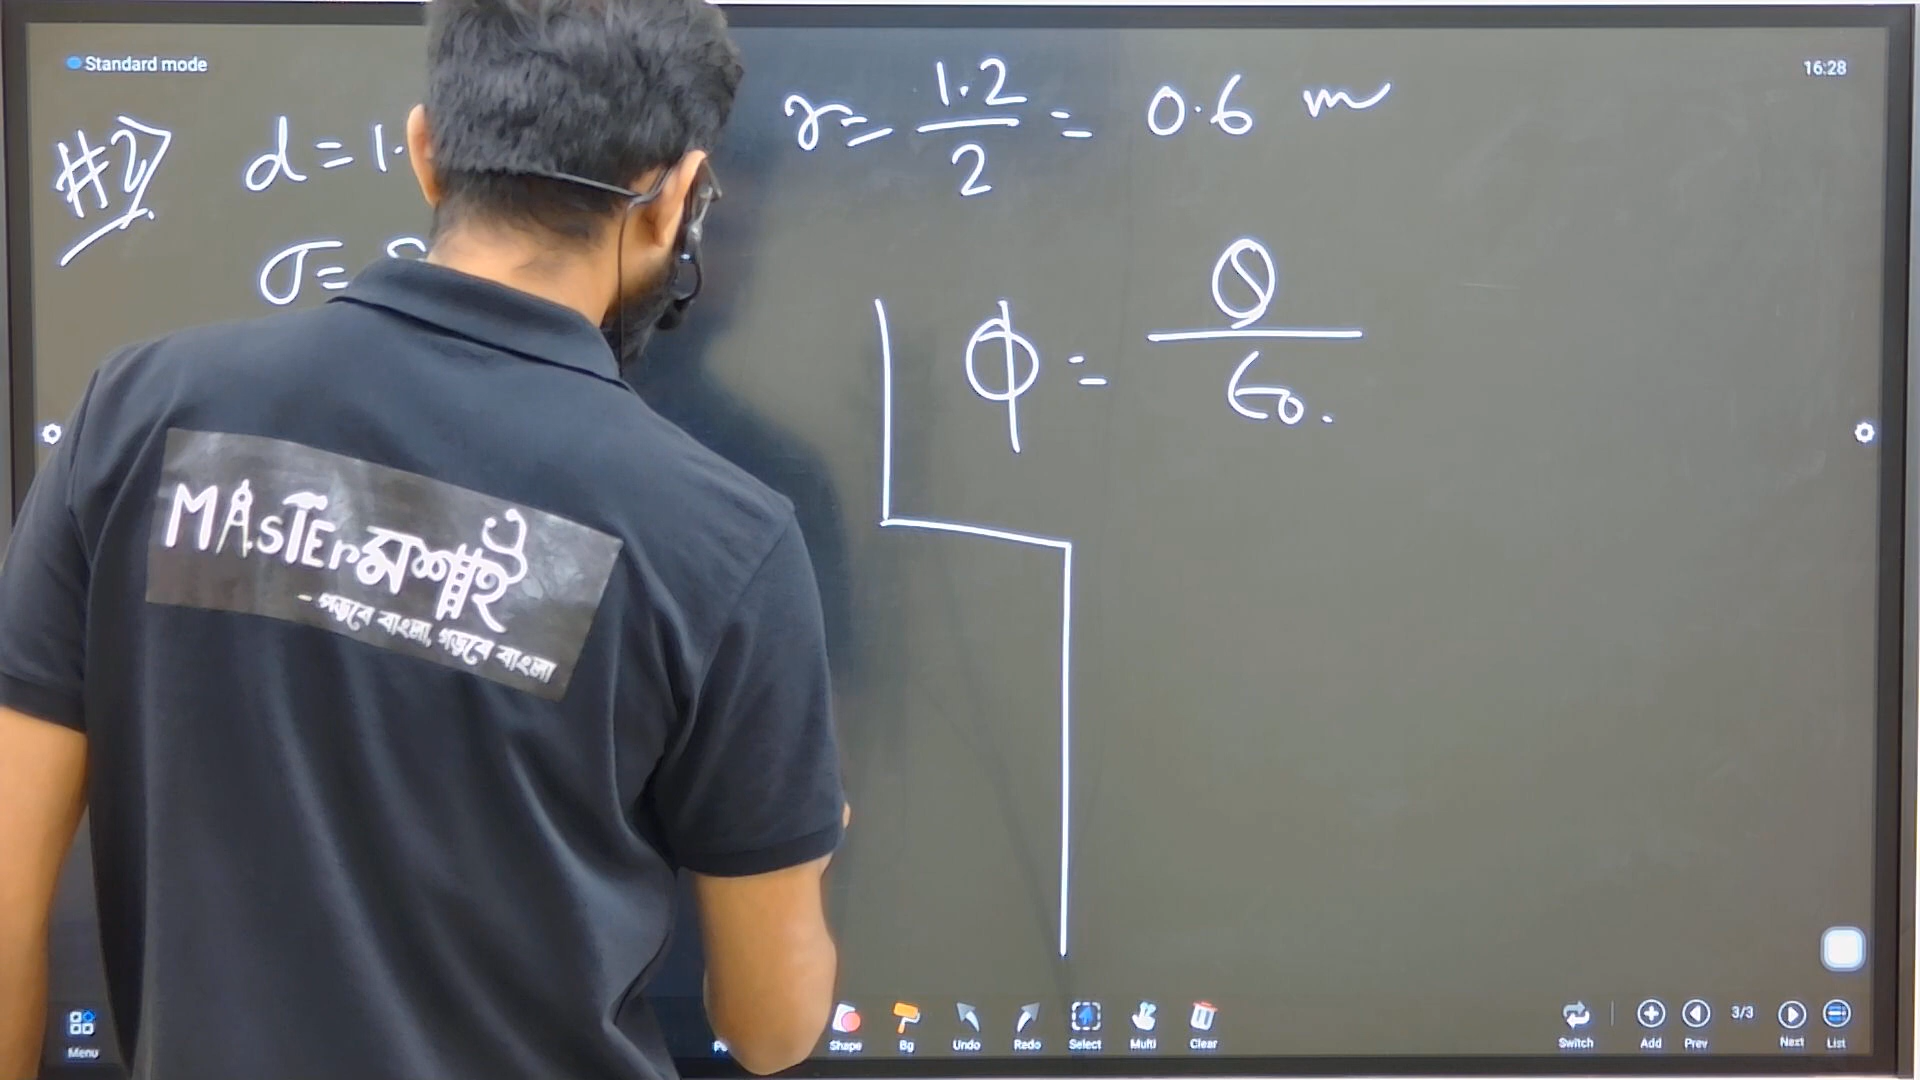 Standard mode
16:28
#2)
d = 1.
r = 1.2/2 = 0.6 m
σ =
ϕ = Q/ϵ0.
MAsTErমশাই
- পড়বে বাংলা, গড়বে বাংলা
Menu
Shape
Bg
Undo
Redo
Select
Multi
Clear
Switch
Add
Prev
3/3
Next
List